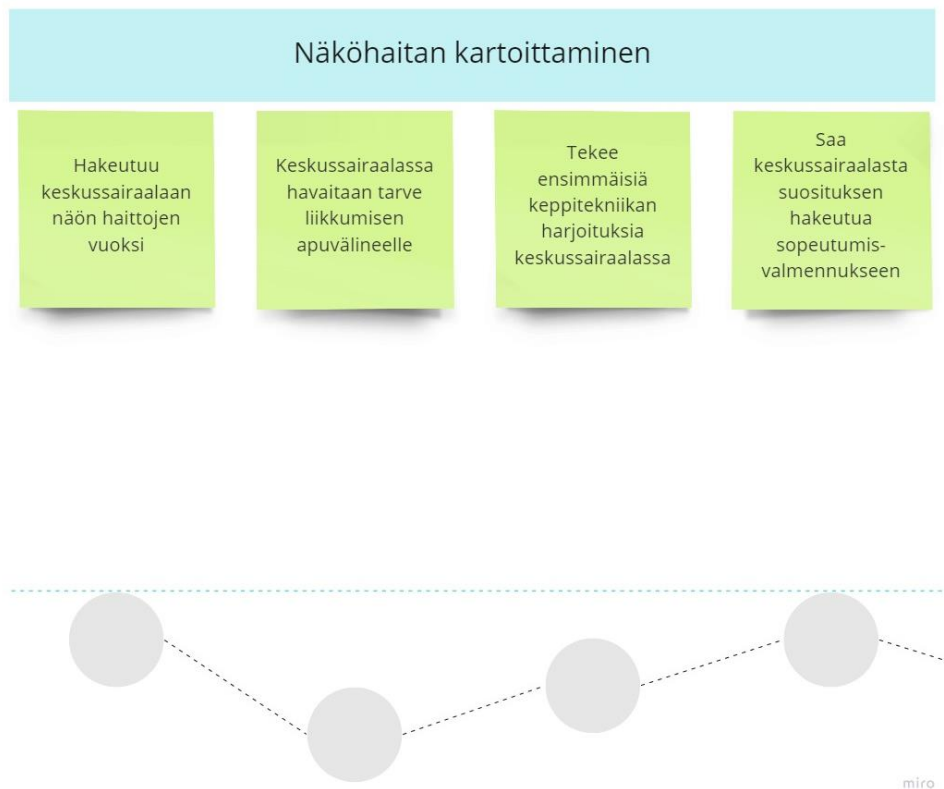 Näköhaitan kartoittaminen
Hakeutuu
keskussairaalaan
näön haittojen
vuoksi
Keskussairaalassa
havaitaan tarve
liikkumisen
apuvälineelle
Tekee
ensimmäisiä
keppitekniikan
harjoituksia
keskussairaalassa
Saa
keskussairaalasta
suosituksen
hakeutua
sopeutumis-
valmennukseen
miro